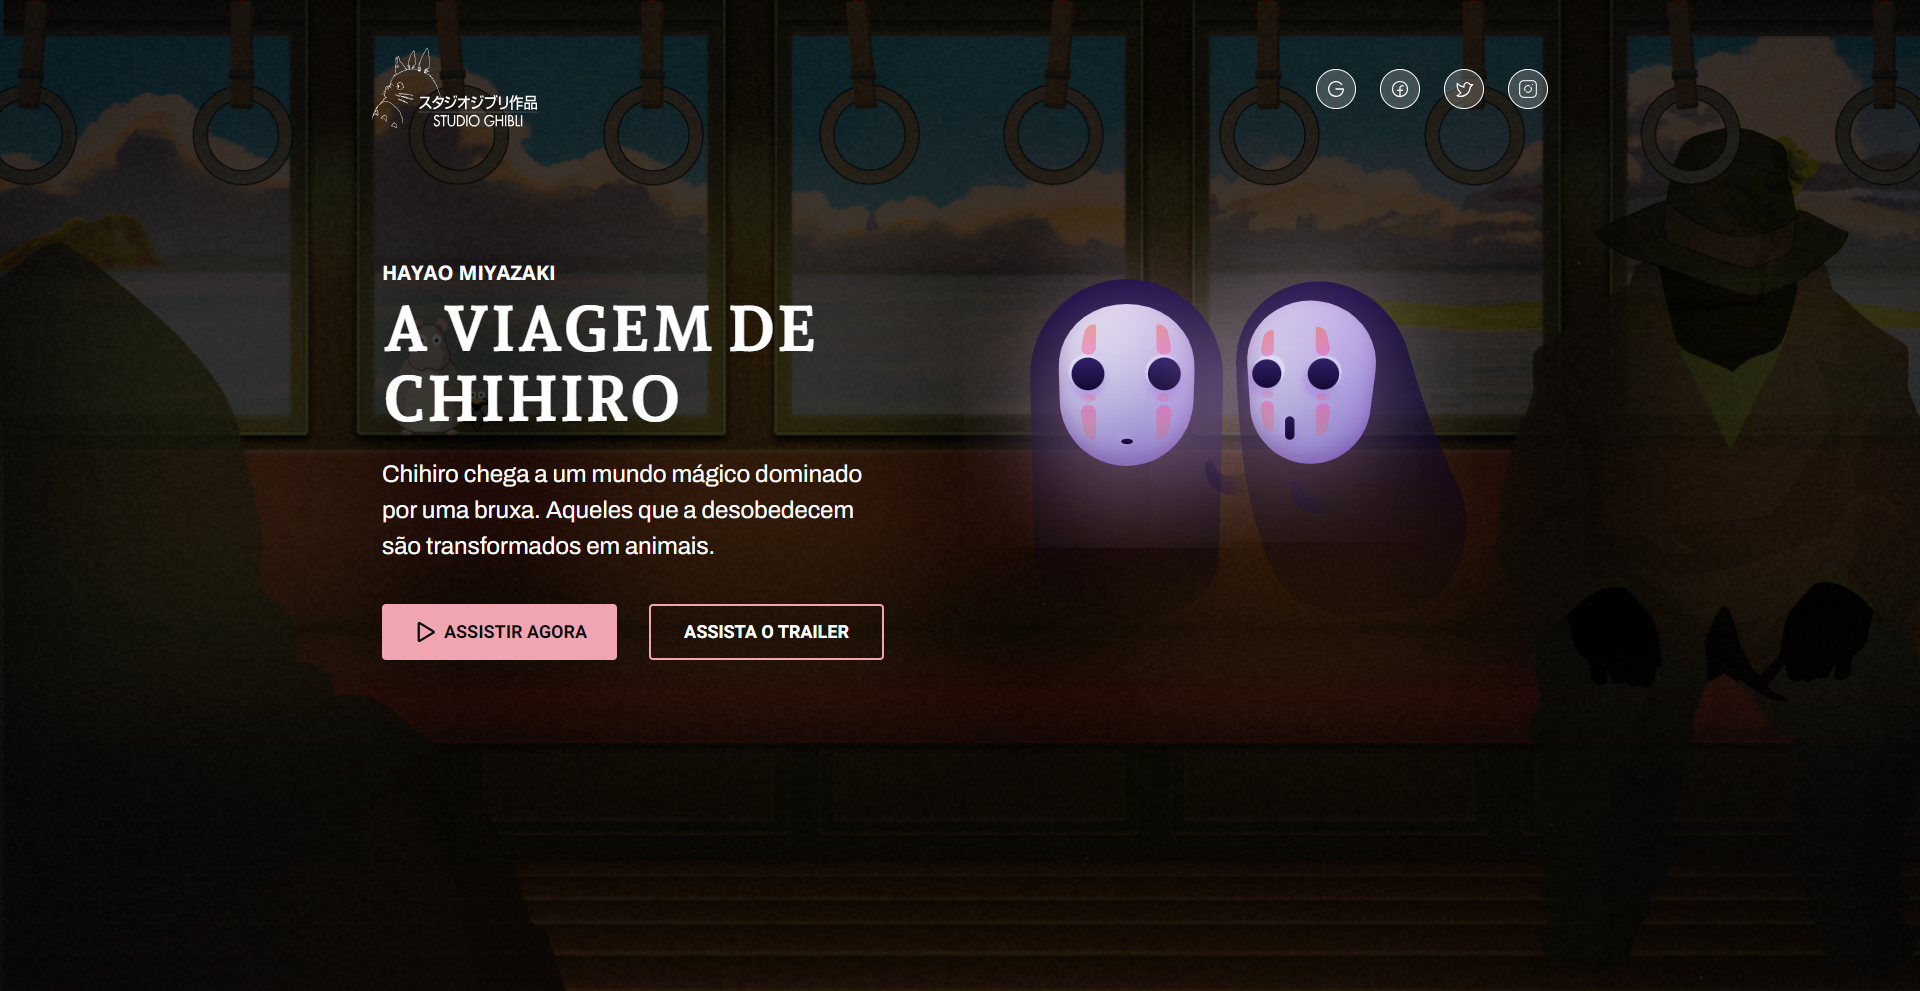 スタジオジブリ作品
STUDIO GHIBLI
HAYAO MIYAZAKI
A VIAGEM DE
CHIHIRO
Chihiro chega a um mundo mágico dominado
por uma bruxa. Aqueles que a desobedecem
são transformados em animais.
ASSISTIR AGORA
ASSISTA O TRAILER